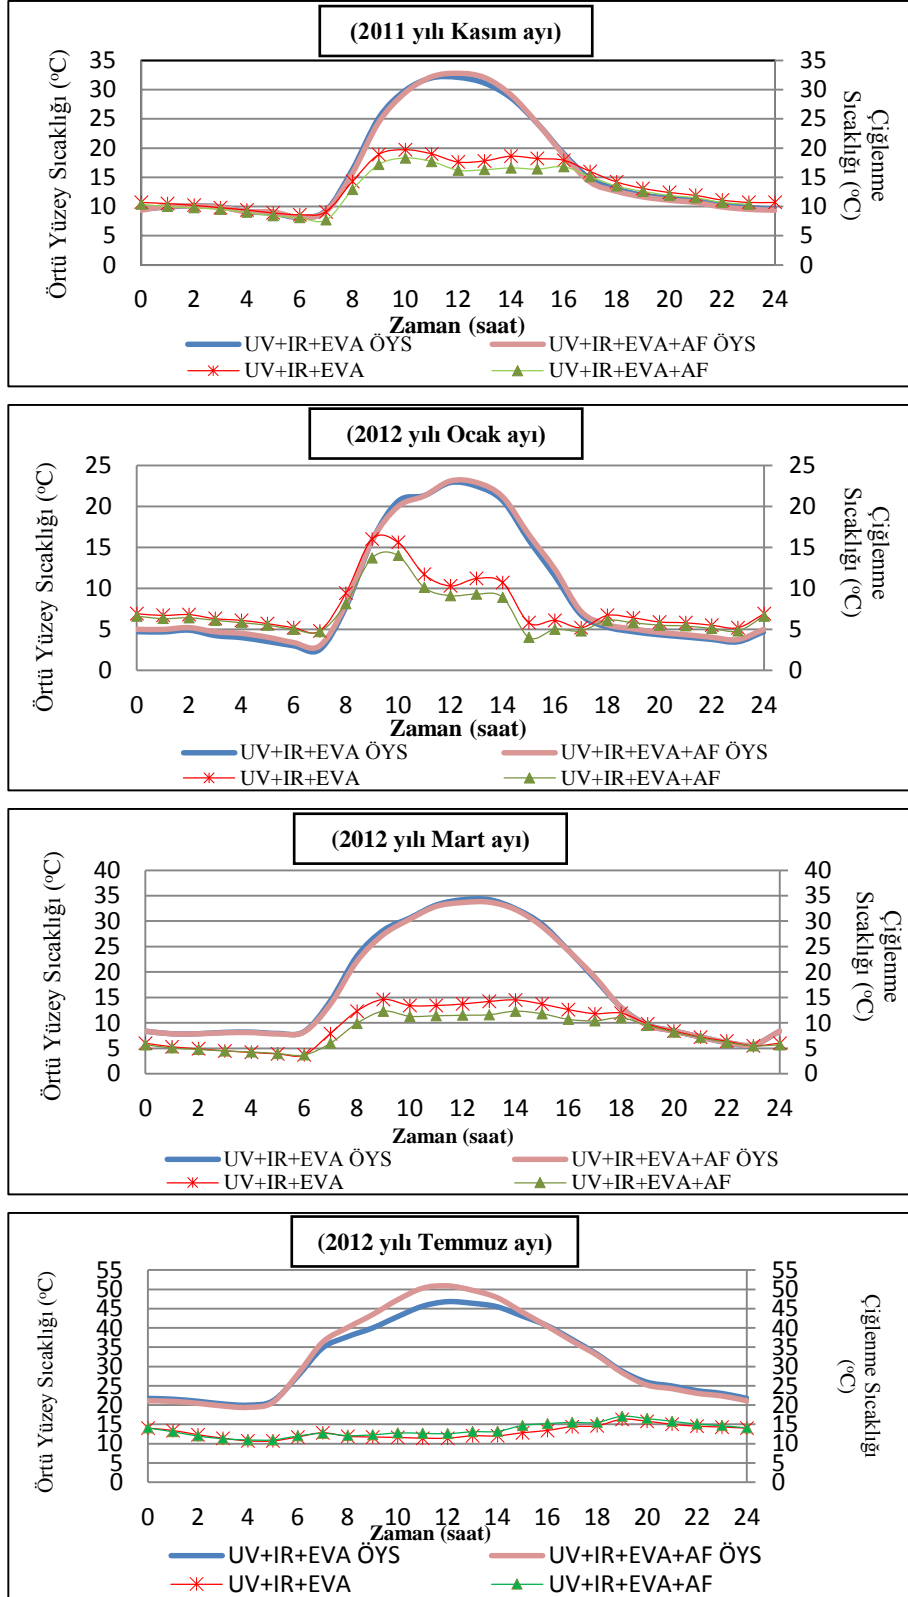 (2011 yılı Kasım ayı)
Örtü Yüzey Sıcaklığı (ºC)
35 30 25 20 15 10 5 0
35 30 25 20 15 10 5 0
Çiğlenme
Sıcaklığı (ºC)
0 2 4 6 8 10 12 14 16 18 20 22 24
Zaman (saat)
UV+IR+EVA ÖYS UV+IR+EVA+AF ÖYS
UV+IR+EVA UV+IR+EVA+AF
(2012 yılı Ocak ayı)
Örtü Yüzey Sıcaklığı (ºC)
25 20 15 10 5 0
25 20 15 10 5 0
Çiğlenme
Sıcaklığı (ºC)
0 2 4 6 8 10 12 14 16 18 20 22 24
Zaman (saat)
UV+IR+EVA ÖYS UV+IR+EVA+AF ÖYS
UV+IR+EVA UV+IR+EVA+AF
(2012 yılı Mart ayı)
Örtü Yüzey Sıcaklığı (ºC)
40 35 30 25 20 15 10 5 0
40 35 30 25 20 15 10 5 0
Çiğlenme
Sıcaklığı (ºC)
0 2 4 6 8 10 12 14 16 18 20 22 24
Zaman (saat)
UV+IR+EVA ÖYS UV+IR+EVA+AF ÖYS
UV+IR+EVA UV+IR+EVA+AF
(2012 yılı Temmuz ayı)
Örtü Yüzey Sıcaklığı (ºC)
55 50 45 40 35 30 25 20 15 10 5 0
55 50 45 40 35 30 25 20 15 10 5 0
Çiğlenme Sıcaklığı
(ºC)
0 2 4 6 8 10 12 14 16 18 20 22 24
Zaman (saat)
UV+IR+EVA ÖYS UV+IR+EVA+AF ÖYS
UV+IR+EVA UV+IR+EVA+AF